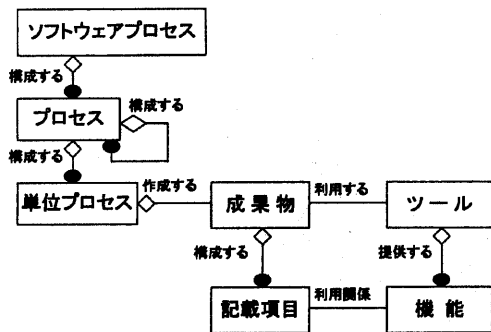 ソフトウェアプロセス
構成する
プロセス
構成する
構成する
単位プロセス
作成する
成果物
利用する
ツール
構成する
提供する
記載項目
利用関係
機能